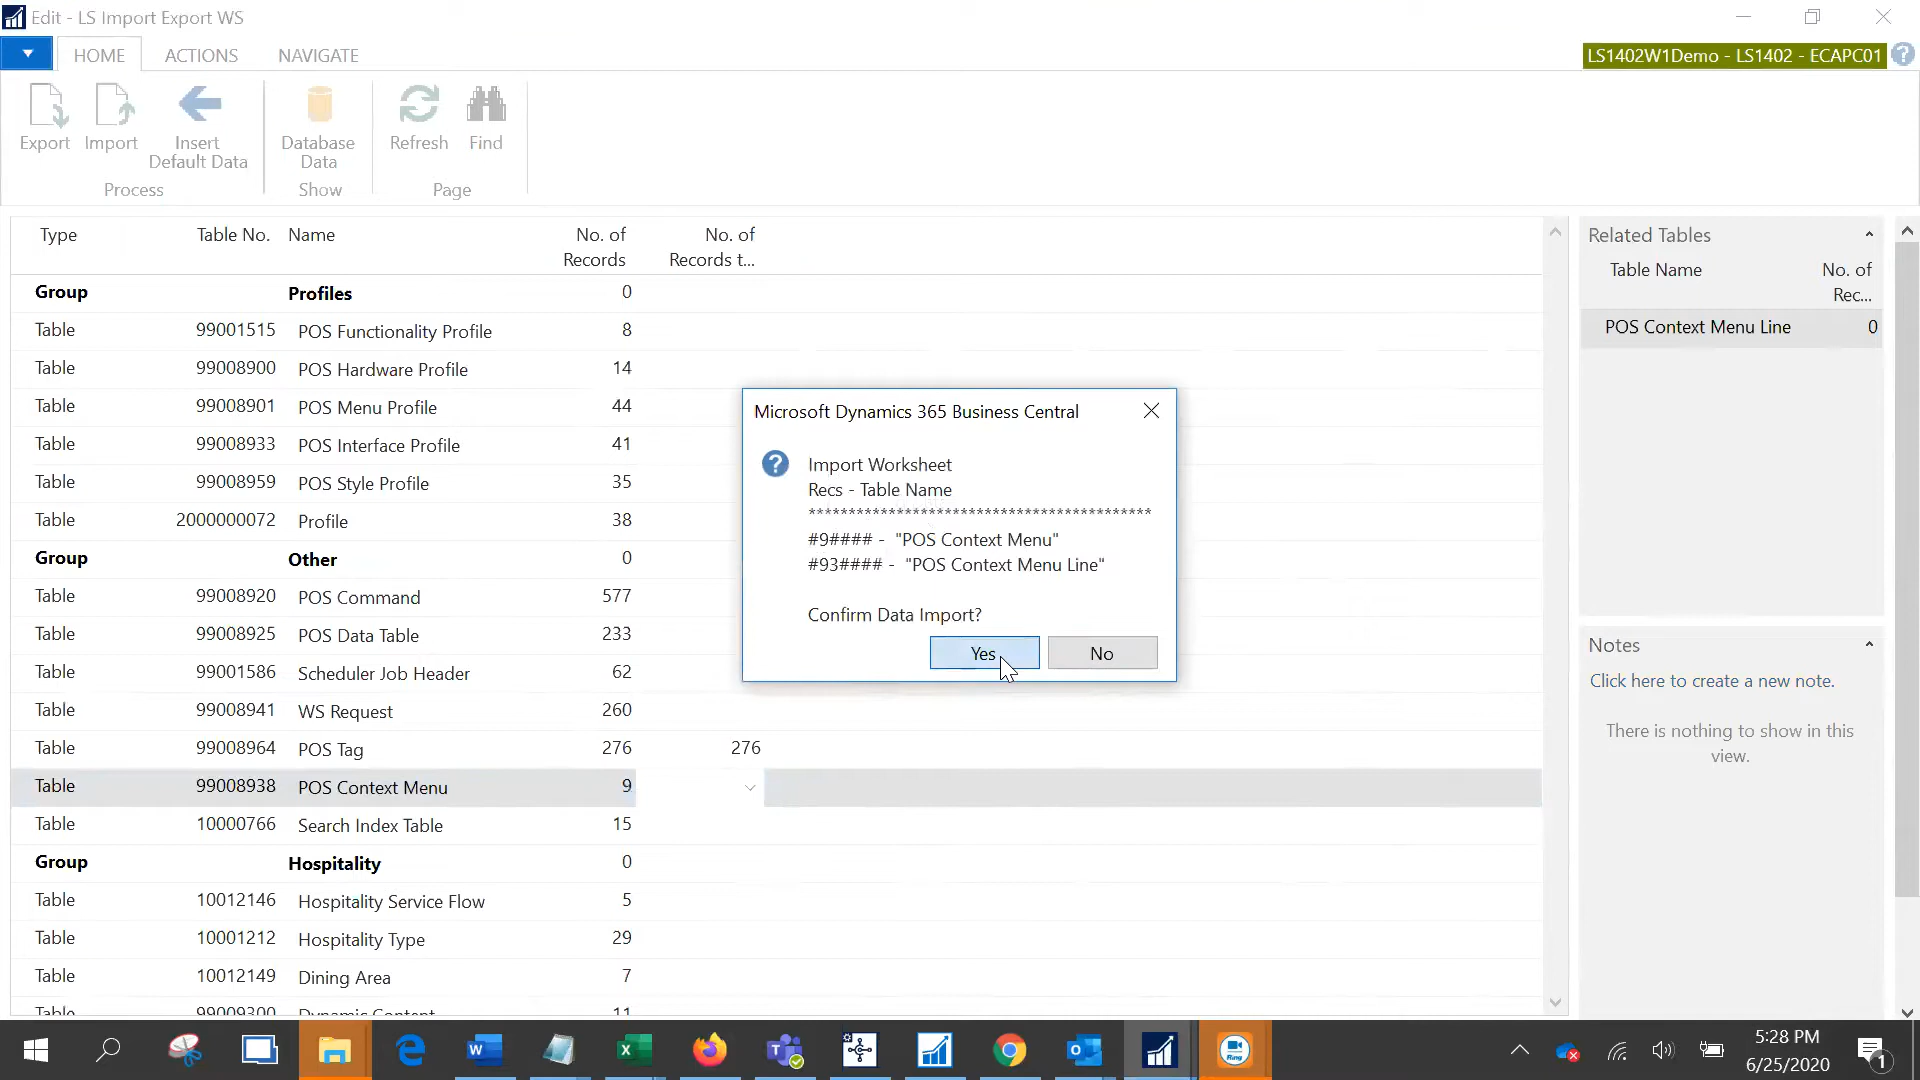 Edit - LS Import Export WS
HOME ACTIONS NAVIGATE
LS1402W1Demo - LS1402 - ECAPC01
Export Import Insert Default Data Database Data Refresh Find
Process Show Page
Type Table No. Name No. of Records No. of Records t...
Group Profiles 0
Table 99001515 POS Functionality Profile 8
Table 99008900 POS Hardware Profile 14
Table 99008901 POS Menu Profile 44
Table 99008933 POS Interface Profile 41
Table 99008959 POS Style Profile 35
Table 2000000072 Profile 38
Group Other 0
Table 99008920 POS Command 577
Table 99008925 POS Data Table 233
Table 99001586 Scheduler Job Header 62
Table 99008941 WS Request 260
Table 99008964 POS Tag 276 276
Table 99008938 POS Context Menu 9
Table 10000766 Search Index Table 15
Group Hospitality 0
Table 10012146 Hospitality Service Flow 5
Table 10001212 Hospitality Type 29
Table 10012149 Dining Area 7
Table 99009300 Dynamic Content 11
Microsoft Dynamics 365 Business Central
Import Worksheet
Recs - Table Name
*******************************************
#9#### - "POS Context Menu"
#93#### - "POS Context Menu Line"
Confirm Data Import?
Yes No
Related Tables
Table Name No. of Rec...
POS Context Menu Line 0
Notes
Click here to create a new note.
There is nothing to show in this
view.
Ring
5:28 PM
6/25/2020
1